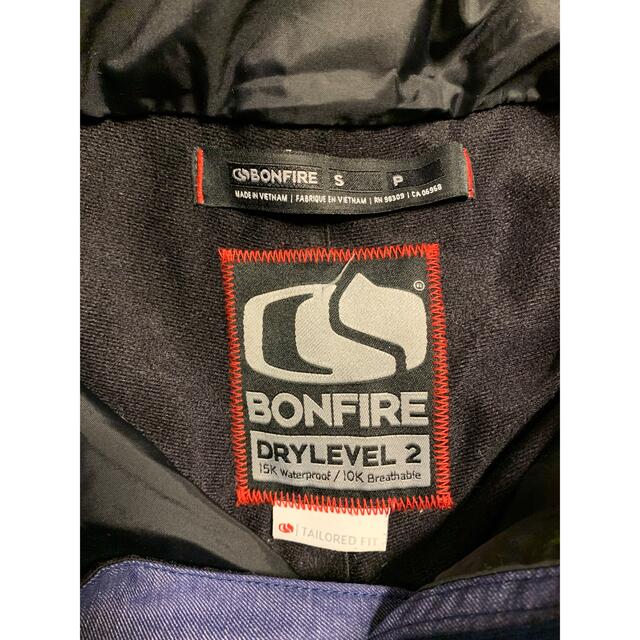 BONFIRE S P
MADE IN VIETNAM | FABRIQUE EN VIETNAM | RN 98309 | CA 06968
®
BONFIRE
DRYLEVEL 2
15K Waterproof / 10K Breathable
TAILORED FIT